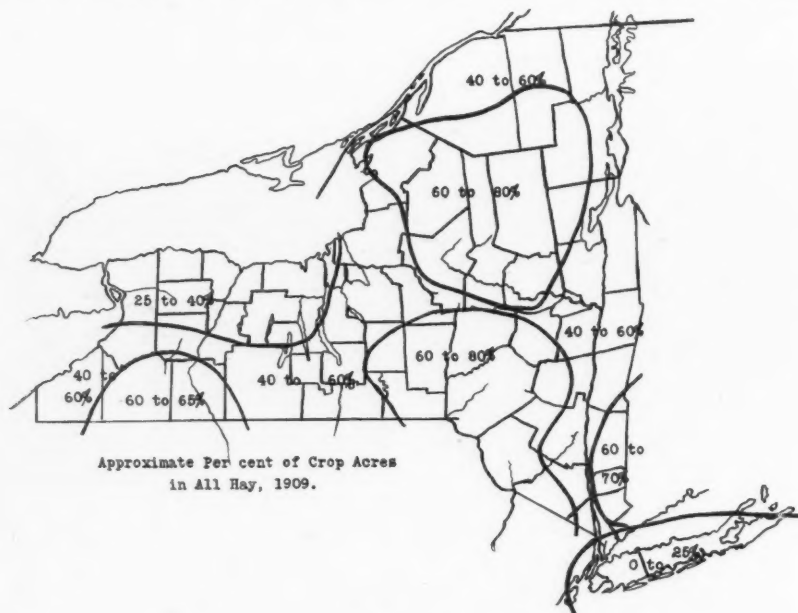 40 to 60%
60 to 80%
25 to 40%
40 to 60%
60 to 80%
40 to
60%
60 to 65%
40 to 60%
60 to
70%
0 to 25%
Approximate Per cent of Crop Acres
in All Hay, 1909.